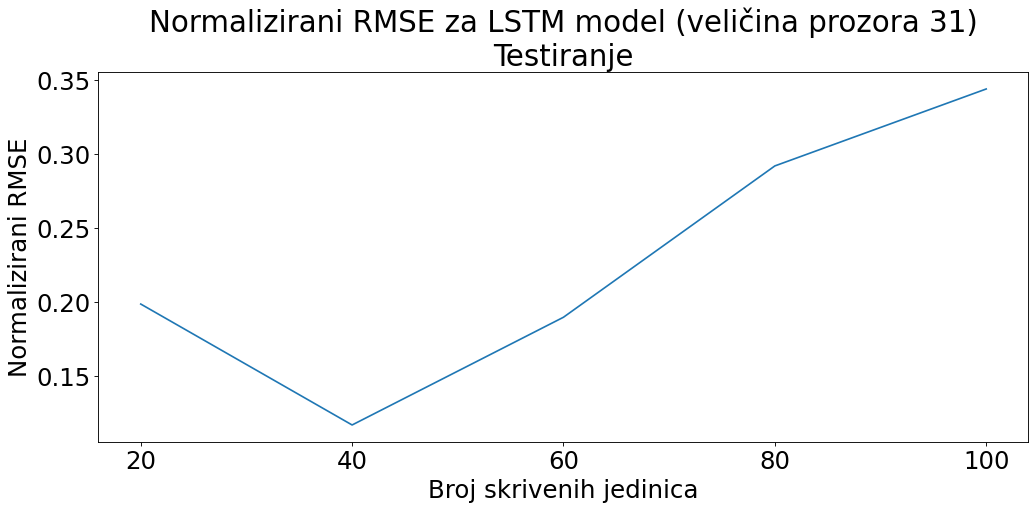 Normalizirani RMSE za LSTM model (veličina prozora 31)
Testiranje
Normalizirani RMSE
0.35
0.30
0.25
0.20
0.15
20 40 60 80 100
Broj skrivenih jedinica